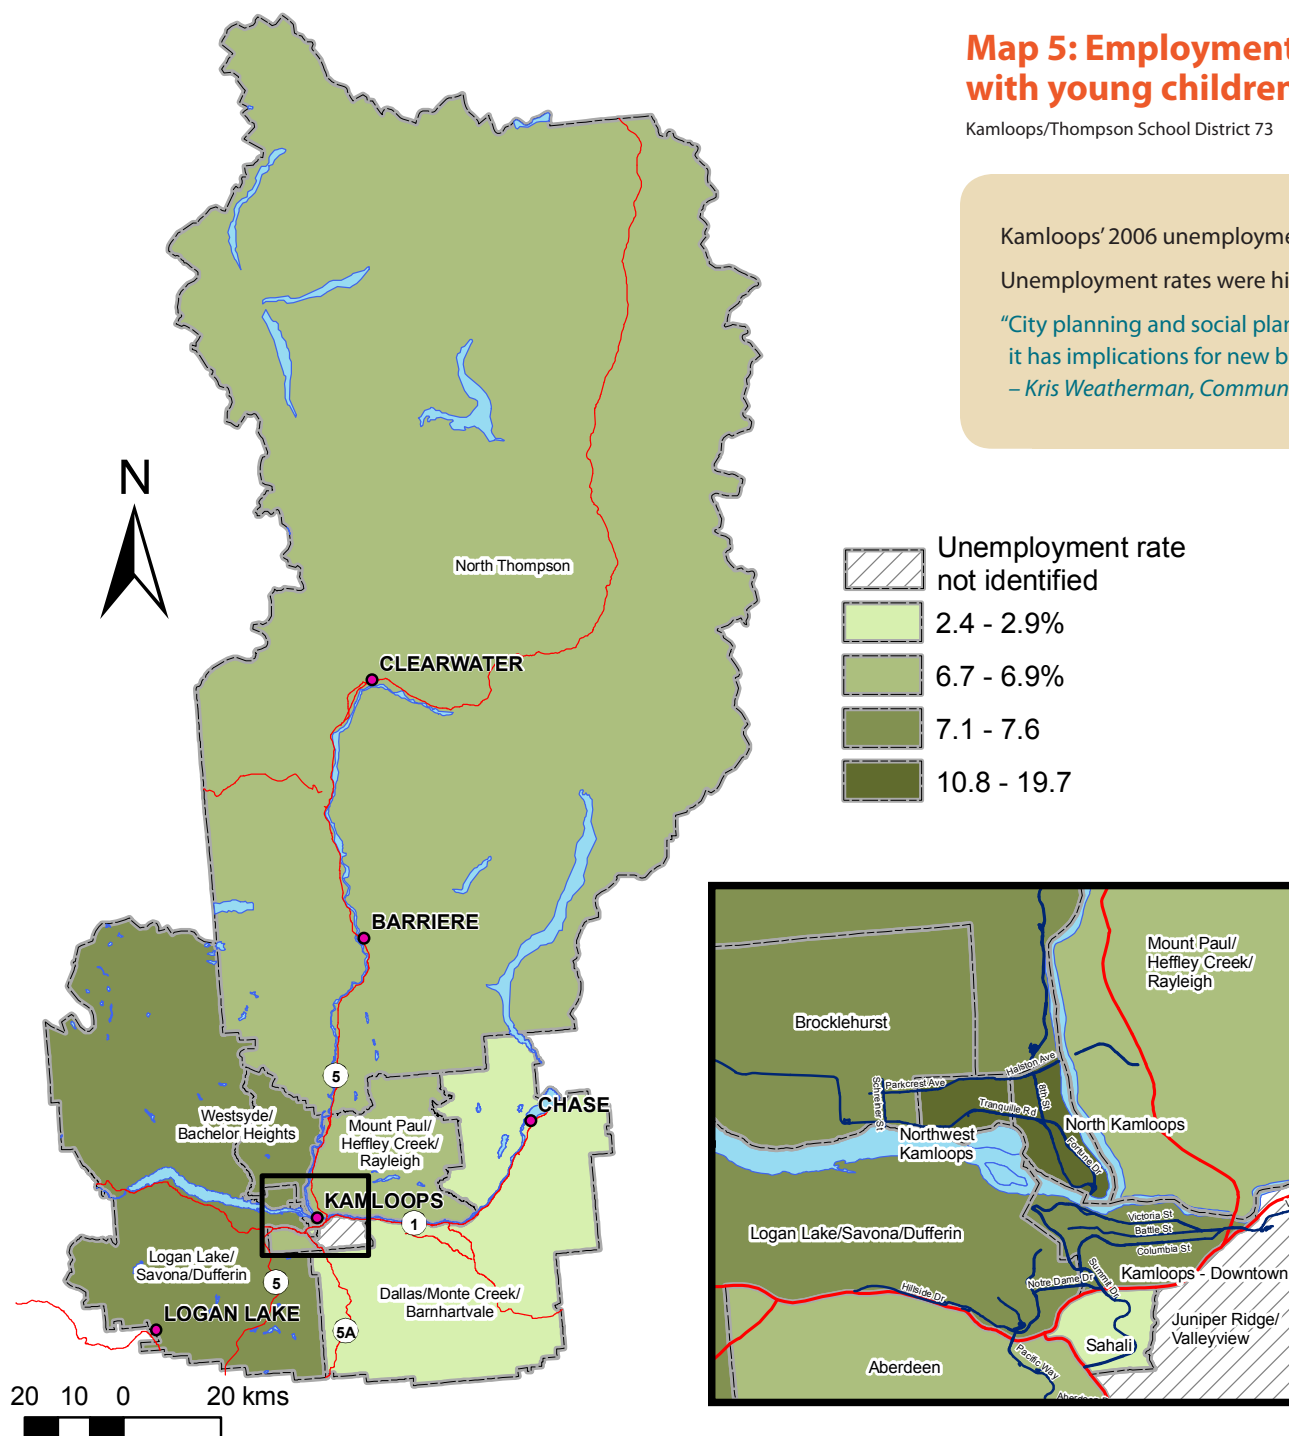 Map 5: Employment
with young children
Kamloops/Thompson School District 73
Kamloops' 2006 unemployme
Unemployment rates were hi
"City planning and social plan
it has implications for new b
– Kris Weatherman, Commun
N
Unemployment rate
not identified
2.4 - 2.9%
6.7 - 6.9%
7.1 - 7.6
10.8 - 19.7
North Thompson
CLEARWATER
BARRIERE
5
CHASE
Westsyde/
Bachelor Heights
Mount Paul/
Heffley Creek/
Rayleigh
KAMLOOPS
1
Logan Lake/
Savona/Dufferin
5
Dallas/Monte Creek/
Barnhartvale
LOGAN LAKE
5A
20 10 0 20 kms
Mount Paul/
Heffley Creek/
Rayleigh
Brocklehurst
Halston Ave
Parkcrest Ave
Schreiner St
8th St
Tranquille Rd
North Kamloops
Northwest
Kamloops
Fortune Dr
Victoria St
Battle St
Columbia St
Logan Lake/Savona/Dufferin
Summit Dr
Kamloops - Downtown
Notre Dame Dr
Hillside Dr
Juniper Ridge/
Valleyview
Sahali
Pacific Way
Aberdeen